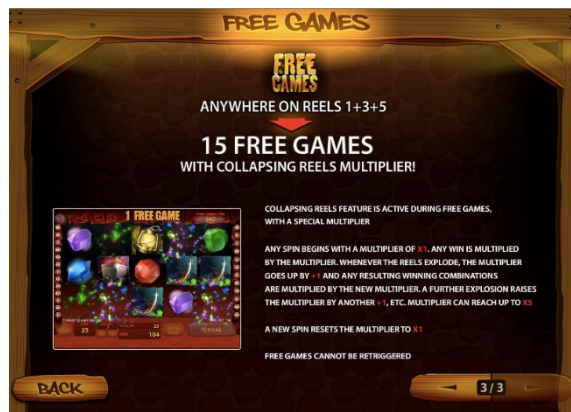 FREE GAMES
FREE
GAMES
ANYWHERE ON REELS 1+3+5
15 FREE GAMES
WITH COLLAPSING REELS MULTIPLIER!
COLLAPSING REELS FEATURE IS ACTIVE DURING FREE GAMES,
WITH A SPECIAL MULTIPLIER
ANY SPIN BEGINS WITH A MULTIPLIER OF X1. ANY WIN IS MULTIPLIED
BY THE MULTIPLIER. WHENEVER THE REELS EXPLODE, THE MULTIPLIER
GOES UP BY +1 AND ANY RESULTING WINNING COMBINATIONS
ARE MULTIPLIED BY THE NEW MULTIPLIER. A FURTHER EXPLOSION RAISES
THE MULTIPLIER BY ANOTHER +1, ETC. MULTIPLIER CAN REACH UP TO X5
A NEW SPIN RESETS THE MULTIPLIER TO X1
FREE GAMES CANNOT BE RETRIGGERED
1 FREE GAME
25
25
104
BACK
3/3